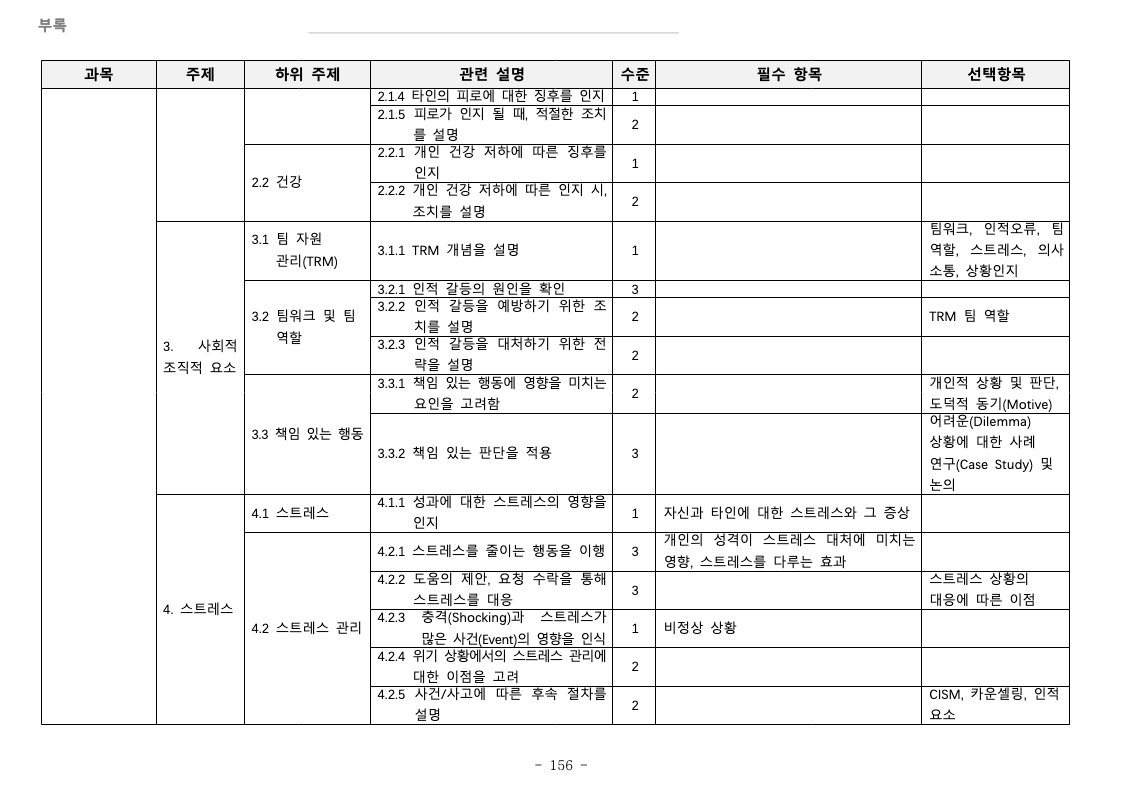 부록
과목 주제 하위 주제 관련 설명 수준 필수 항목 선택항목
2.1.4 타인의 피로에 대한 징후를 인지 1
2.1.5 피로가 인지 될 때, 적절한 조치
를 설명 2
2.2 건강
2.2.1 개인 건강 저하에 따른 징후를
인지 1
2.2.2 개인 건강 저하에 따른 인지 시,
조치를 설명 2
3. 사회적
조직적 요소
3.1 팀 자원
관리(TRM)
3.1.1 TRM 개념을 설명 1
팀워크, 인적오류, 팀
역할, 스트레스, 의사
소통, 상황인지
3.2 팀워크 및 팀
역할
3.2.1 인적 갈등의 원인을 확인 3
3.2.2 인적 갈등을 예방하기 위한 조
치를 설명 2 TRM 팀 역할
3.2.3 인적 갈등을 대처하기 위한 전
략을 설명 2
3.3 책임 있는 행동
3.3.1 책임 있는 행동에 영향을 미치는
요인을 고려함 2
개인적 상황 및 판단,
도덕적 동기(Motive)
3.3.2 책임 있는 판단을 적용 3
어려운(Dilemma)
상황에 대한 사례
연구(Case Study) 및
논의
4. 스트레스
4.1 스트레스
4.1.1 성과에 대한 스트레스의 영향을
인지 1 자신과 타인에 대한 스트레스와 그 증상
4.2 스트레스 관리
4.2.1 스트레스를 줄이는 행동을 이행 3
개인의 성격이 스트레스 대처에 미치는
영향, 스트레스를 다루는 효과
4.2.2 도움의 제안, 요청 수락을 통해
스트레스를 대응 3
스트레스 상황의
대응에 따른 이점
4.2.3 충격(Shocking)과 스트레스가
많은 사건(Event)의 영향을 인식 1 비정상 상황
4.2.4 위기 상황에서의 스트레스 관리에
대한 이점을 고려 2
4.2.5 사건/사고에 따른 후속 절차를
설명 2
CISM, 카운셀링, 인적
요소
- 156 -